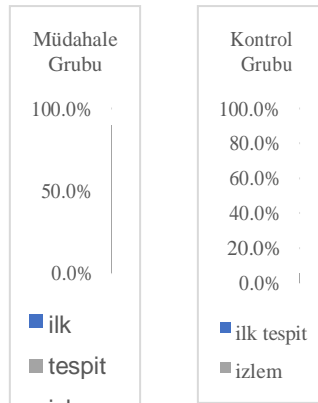 Müdahale
Grubu
100.0%
50.0%
0.0%
ilk
tespit
Kontrol
Grubu
100.0%
80.0%
60.0%
40.0%
20.0%
0.0%
ilk tespit
izlem